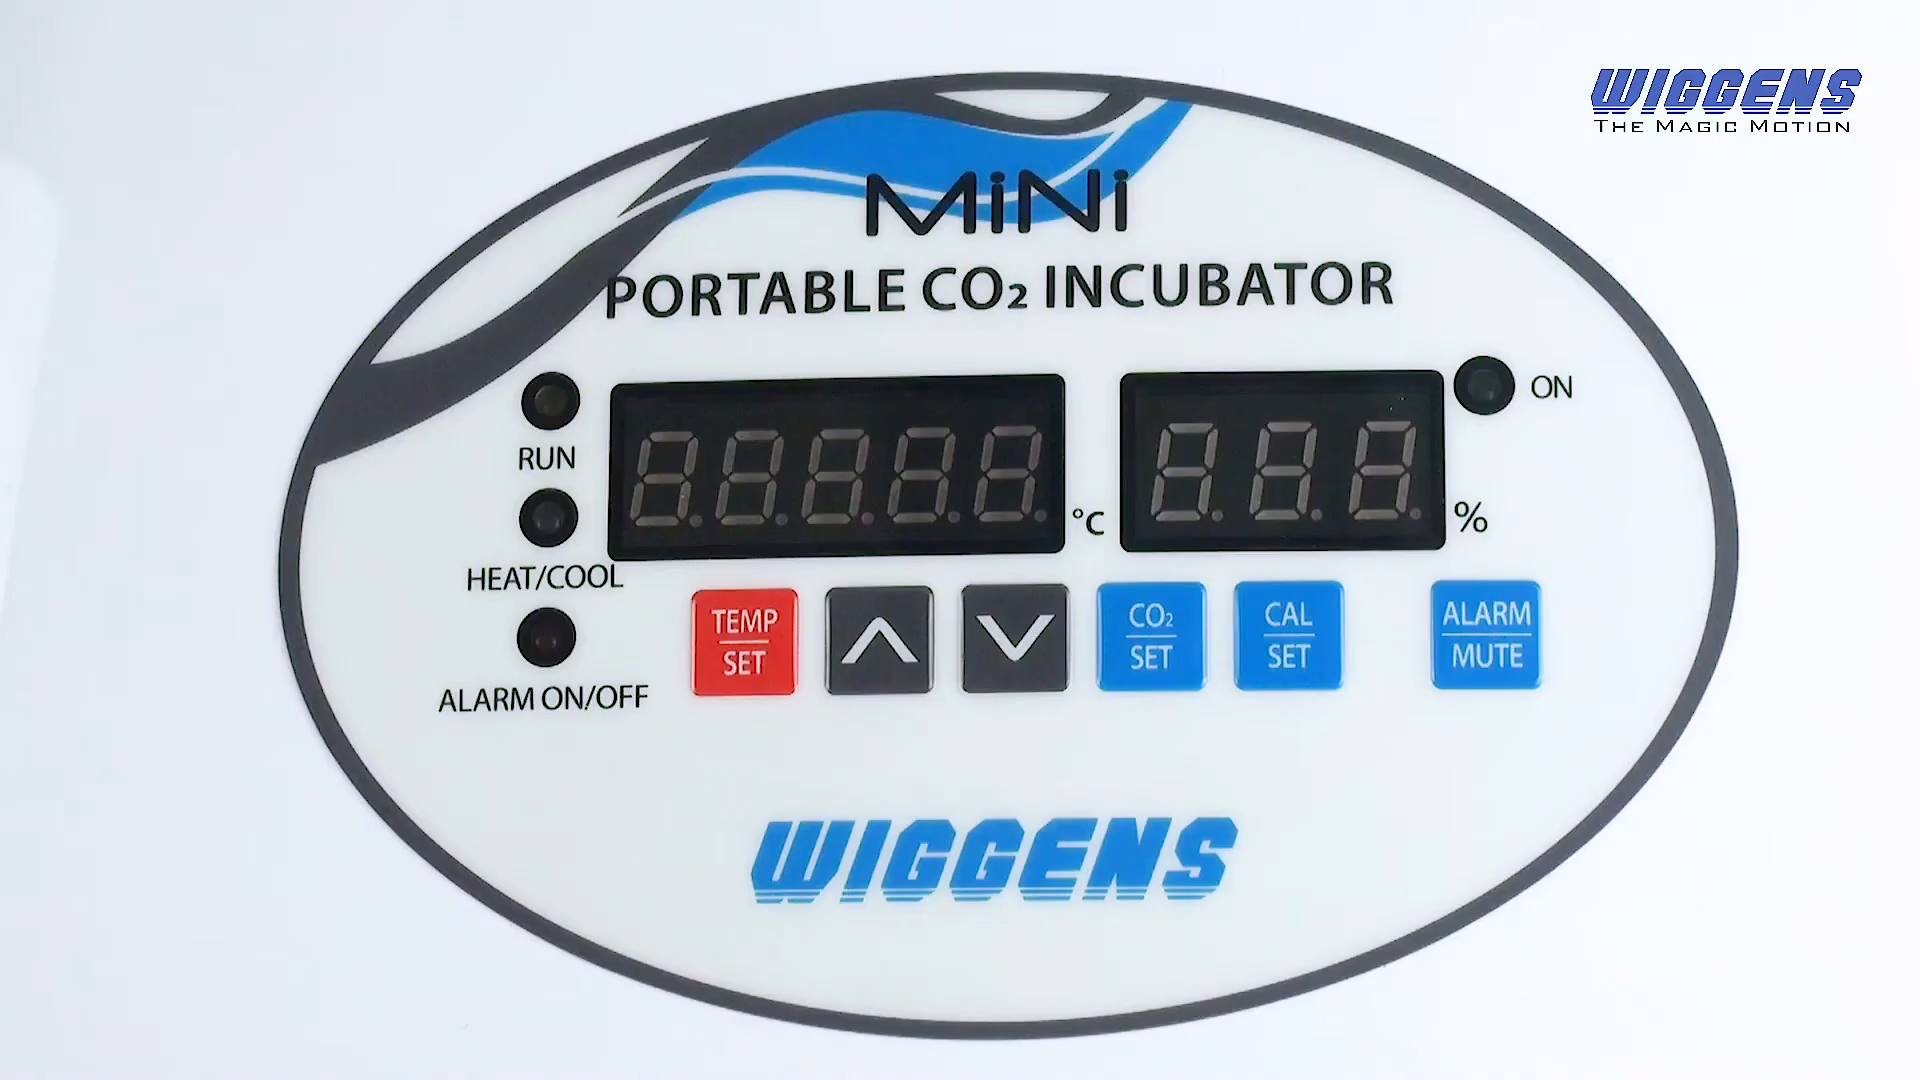 WIGGENS
THE MAGIC MOTION
MiNi
PORTABLE CO₂ INCUBATOR
RUN
ON
°C
%
HEAT/COOL
ALARM ON/OFF
TEMP
SET
CO₂
SET
CAL
SET
ALARM
MUTE
WIGGENS